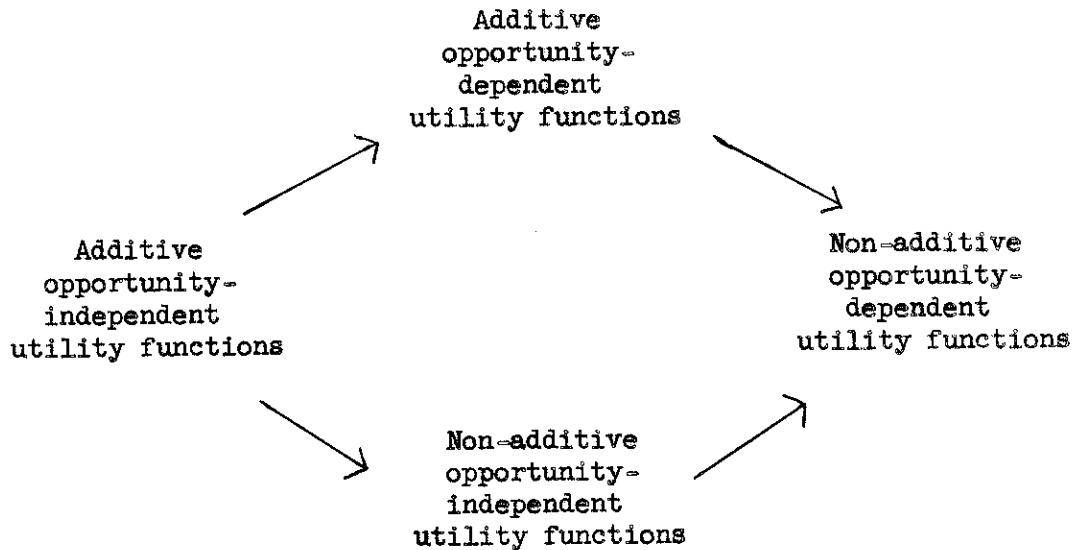 Additive
opportunity-
dependent
utility functions
Additive
opportunity-
independent
utility functions
Non-additive
opportunity-
dependent
utility functions
Non-additive
opportunity-
independent
utility functions